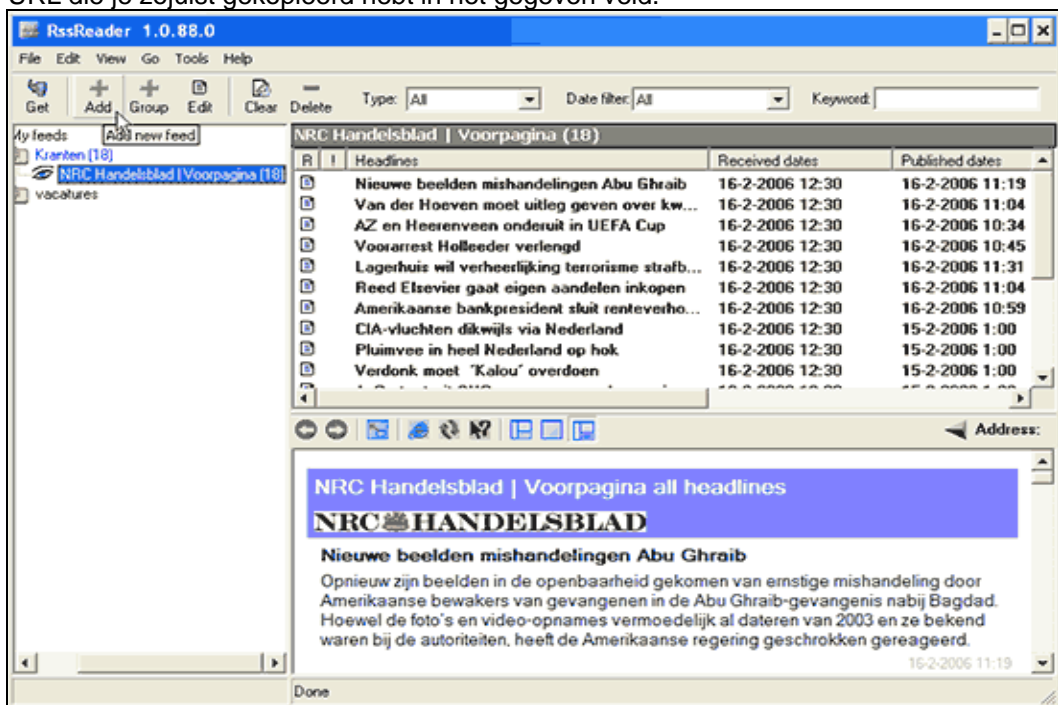 URL die je zojuist gekopieerd hebt in het gegeven veld.
RssReader 1.0.88.0
File Edit View Go Tools Help
Get Add Group Edit Clear Delete Type: All Date filter: All Keyword:
My feeds Add new feed
Kranten (18)
NRC Handelsblad | Voorpagina (18)
vacatures
NRC Handelsblad | Voorpagina (18)
R ! Headlines Received dates Published dates
Nieuwe beelden mishandelingen Abu Ghraib 16-2-2006 12:30 16-2-2006 11:19
Van der Hoeven moet uitleg geven over kw... 16-2-2006 12:30 16-2-2006 11:04
AZ en Heerenveen onderuit in UEFA Cup 16-2-2006 12:30 16-2-2006 10:34
Voorarrest Holleeder verlengd 16-2-2006 12:30 16-2-2006 10:45
Lagerhuis wil verheerlijking terrorisme strafb... 16-2-2006 12:30 16-2-2006 11:31
Reed Elsevier gaat eigen aandelen inkopen 16-2-2006 12:30 16-2-2006 11:04
Amerikaanse bankpresident sluit renteverho... 16-2-2006 12:30 16-2-2006 10:59
CIA-vluchten dikwijls via Nederland 16-2-2006 12:30 15-2-2006 1:00
Pluimvee in heel Nederland op hok 16-2-2006 12:30 15-2-2006 1:00
Verdonk moet ´Kalou´ overdoen 16-2-2006 12:30 15-2-2006 1:00
Address:
NRC Handelsblad | Voorpagina all headlines
NRC HANDELSBLAD
Nieuwe beelden mishandelingen Abu Ghraib
Opnieuw zijn beelden in de openbaarheid gekomen van ernstige mishandeling door
Amerikaanse bewakers van gevangenen in de Abu Ghraib-gevangenis nabij Bagdad.
Hoewel de foto's en video-opnames vermoedelijk al dateren van 2003 en ze bekend
waren bij de autoriteiten, heeft de Amerikaanse regering geschrokken gereageerd.
16-2-2006 11:19
Done